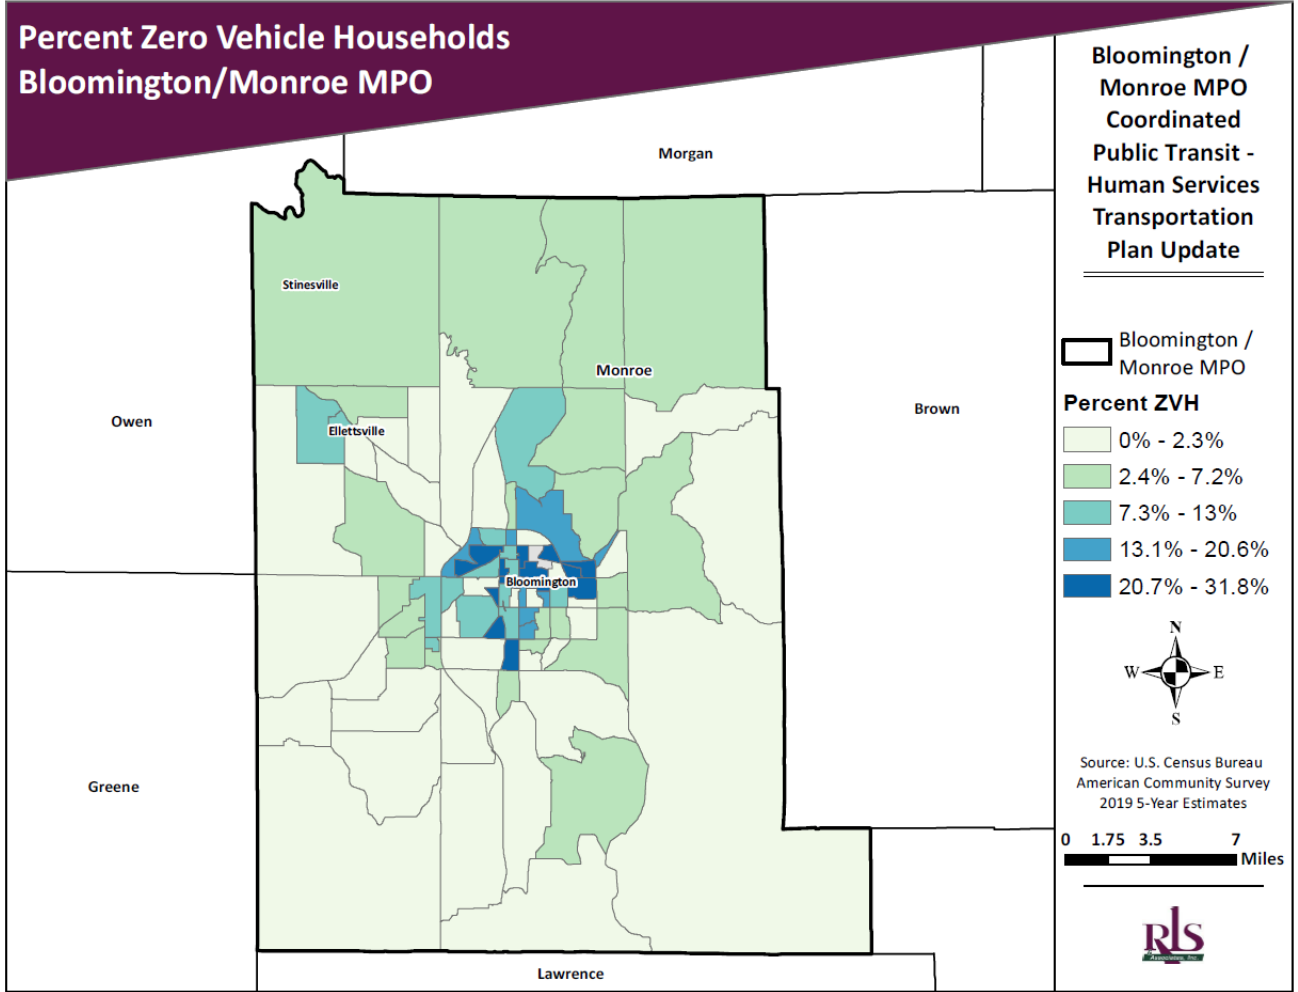 Percent Zero Vehicle Households
Bloomington/Monroe MPO
Bloomington /
Monroe MPO
Coordinated
Public Transit -
Human Services
Transportation
Plan Update
Morgan
Stinesville
Monroe
Owen
Ellettsville
Brown
Bloomington
Greene
Lawrence
Bloomington /
Monroe MPO
Percent ZVH
0% - 2.3%
2.4% - 7.2%
7.3% - 13%
13.1% - 20.6%
20.7% - 31.8%
N
W E
S
Source: U.S. Census Bureau
American Community Survey
2019 5-Year Estimates
0 1.75 3.5 7
Miles
RLS
& Associates, Inc.